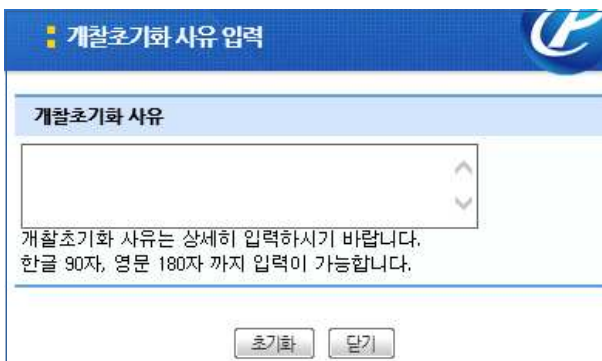 개찰초기화 사유 입력
개찰초기화 사유
개찰초기화 사유는 상세히 입력하시기 바랍니다.
한글 90자, 영문 180자 까지 입력이 가능합니다.
초기화 닫기